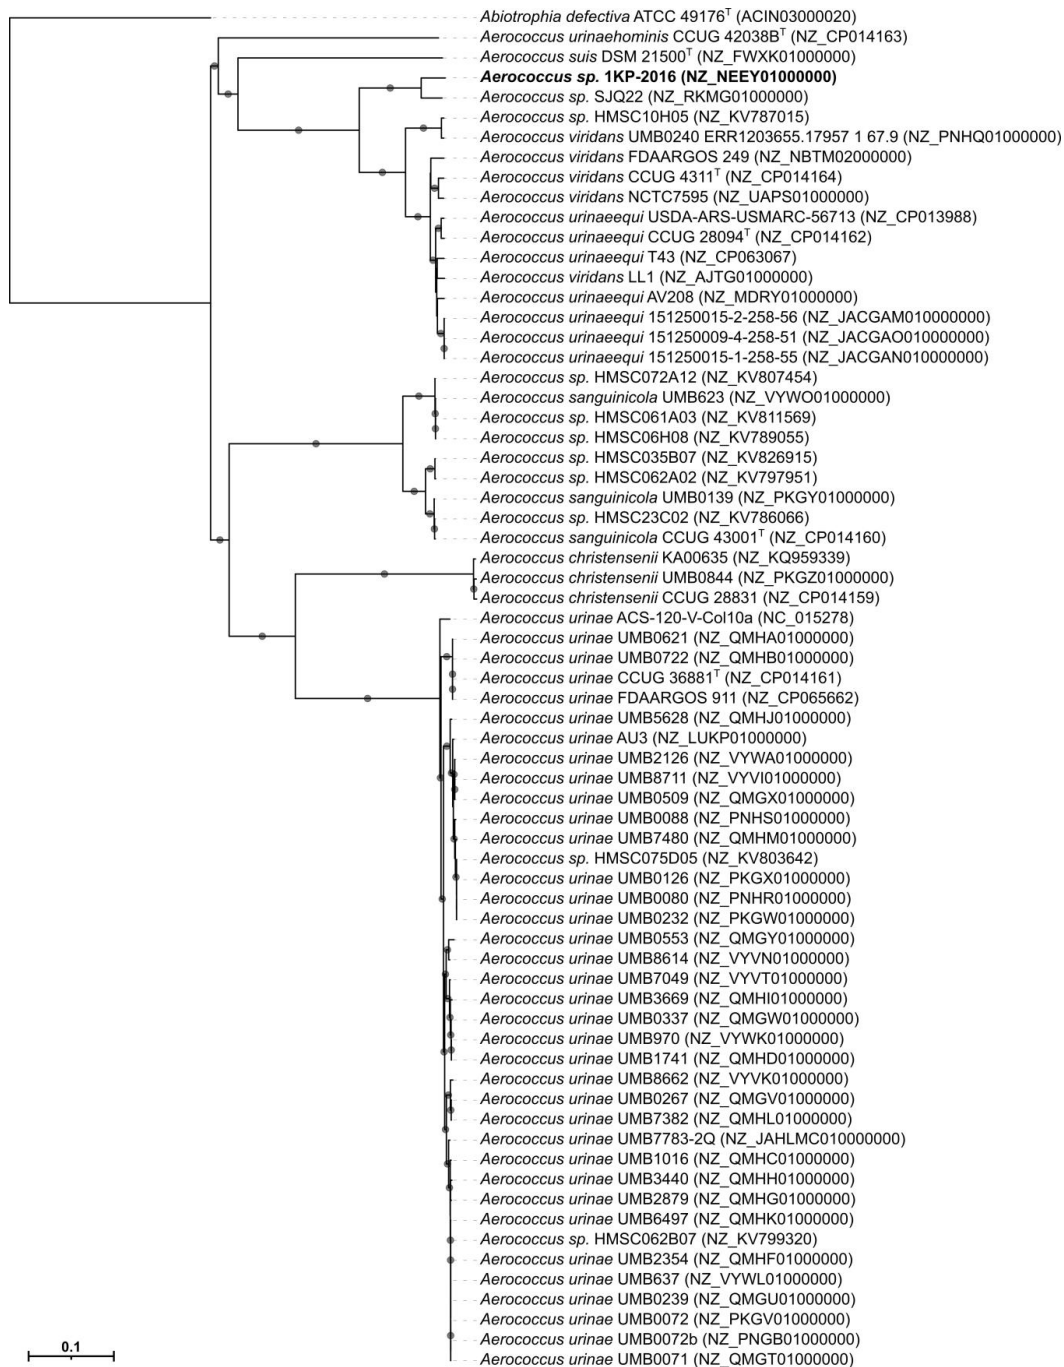 Abiotrophia defectiva ATCC 49176ᵀ (ACIN03000020)
Aerococcus urinaehominis CCUG 42038Bᵀ (NZ_CP014163)
Aerococcus suis DSM 21500ᵀ (NZ_FWXK01000000)
Aerococcus sp. 1KP-2016 (NZ_NEEY01000000)
Aerococcus sp. SJQ22 (NZ_RKMG01000000)
Aerococcus sp. HMSC10H05 (NZ_KV787015)
Aerococcus viridans UMB0240 ERR1203655.17957 1 67.9 (NZ_PNHQ01000000)
Aerococcus viridans FDAARGOS 249 (NZ_NBTM02000000)
Aerococcus viridans CCUG 4311ᵀ (NZ_CP014164)
Aerococcus viridans NCTC7595 (NZ_UAPS01000000)
Aerococcus urinaeequi USDA-ARS-USMARC-56713 (NZ_CP013988)
Aerococcus urinaeequi CCUG 28094ᵀ (NZ_CP014162)
Aerococcus urinaeequi T43 (NZ_CP063067)
Aerococcus viridans LL1 (NZ_AJTG01000000)
Aerococcus urinaeequi AV208 (NZ_MDRY01000000)
Aerococcus urinaeequi 151250015-2-258-56 (NZ_JACGAM010000000)
Aerococcus urinaeequi 151250009-4-258-51 (NZ_JACGAO010000000)
Aerococcus urinaeequi 151250015-1-258-55 (NZ_JACGAN010000000)
Aerococcus sp. HMSC072A12 (NZ_KV807454)
Aerococcus sanguinicola UMB623 (NZ_VYWO01000000)
Aerococcus sp. HMSC061A03 (NZ_KV811569)
Aerococcus sp. HMSC06H08 (NZ_KV789055)
Aerococcus sp. HMSC035B07 (NZ_KV826915)
Aerococcus sp. HMSC062A02 (NZ_KV797951)
Aerococcus sanguinicola UMB0139 (NZ_PKGY01000000)
Aerococcus sp. HMSC23C02 (NZ_KV786066)
Aerococcus sanguinicola CCUG 43001ᵀ (NZ_CP014160)
Aerococcus christensenii KA00635 (NZ_KQ959339)
Aerococcus christensenii UMB0844 (NZ_PKGZ01000000)
Aerococcus christensenii CCUG 28831 (NZ_CP014159)
Aerococcus urinae ACS-120-V-Col10a (NC_015278)
Aerococcus urinae UMB0621 (NZ_QMHA01000000)
Aerococcus urinae UMB0722 (NZ_QMHB01000000)
Aerococcus urinae CCUG 36881ᵀ (NZ_CP014161)
Aerococcus urinae FDAARGOS 911 (NZ_CP065662)
Aerococcus urinae UMB5628 (NZ_QMHJ01000000)
Aerococcus urinae AU3 (NZ_LUKP01000000)
Aerococcus urinae UMB2126 (NZ_VYWA01000000)
Aerococcus urinae UMB8711 (NZ_VYVI01000000)
Aerococcus urinae UMB0509 (NZ_QMGX01000000)
Aerococcus urinae UMB0088 (NZ_PNHS01000000)
Aerococcus urinae UMB7480 (NZ_QMHM01000000)
Aerococcus sp. HMSC075D05 (NZ_KV803642)
Aerococcus urinae UMB0126 (NZ_PKGX01000000)
Aerococcus urinae UMB0080 (NZ_PNHR01000000)
Aerococcus urinae UMB0232 (NZ_PKGW01000000)
Aerococcus urinae UMB0553 (NZ_QMGY01000000)
Aerococcus urinae UMB8614 (NZ_VYVN01000000)
Aerococcus urinae UMB7049 (NZ_VYVT01000000)
Aerococcus urinae UMB3669 (NZ_QMHI01000000)
Aerococcus urinae UMB0337 (NZ_QMGW01000000)
Aerococcus urinae UMB970 (NZ_VYWK01000000)
Aerococcus urinae UMB1741 (NZ_QMHD01000000)
Aerococcus urinae UMB8662 (NZ_VYVK01000000)
Aerococcus urinae UMB0267 (NZ_QMGV01000000)
Aerococcus urinae UMB7382 (NZ_QMHL01000000)
Aerococcus urinae UMB7783-2Q (NZ_JAHLMC010000000)
Aerococcus urinae UMB1016 (NZ_QMHC01000000)
Aerococcus urinae UMB3440 (NZ_QMHH01000000)
Aerococcus urinae UMB2879 (NZ_QMHG01000000)
Aerococcus urinae UMB6497 (NZ_QMHK01000000)
Aerococcus sp. HMSC062B07 (NZ_KV799320)
Aerococcus urinae UMB2354 (NZ_QMHF01000000)
Aerococcus urinae UMB637 (NZ_VYWL01000000)
Aerococcus urinae UMB0239 (NZ_QMGU01000000)
Aerococcus urinae UMB0072 (NZ_PKGV01000000)
Aerococcus urinae UMB0072b (NZ_PNGB01000000)
Aerococcus urinae UMB0071 (NZ_QMGT01000000)
0.1